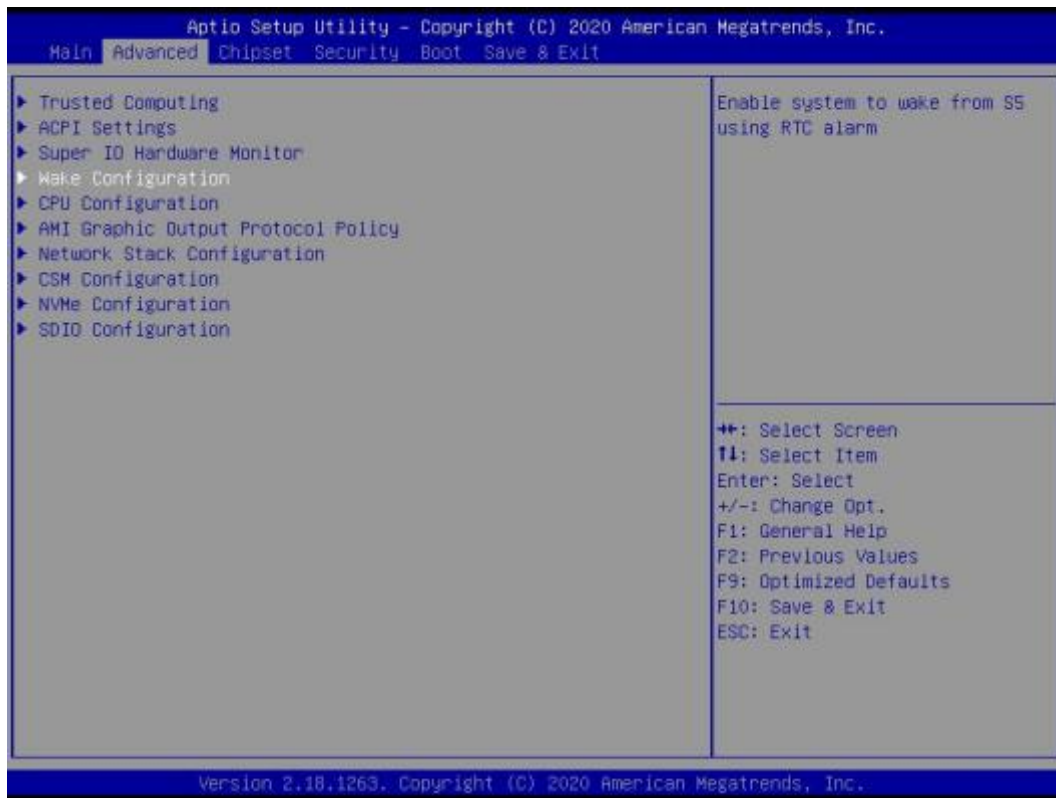 Aptio Setup Utility – Copyright (C) 2020 American Megatrends, Inc.
Main Advanced Chipset Security Boot Save & Exit
Trusted Computing
ACPI Settings
Super IO Hardware Monitor
Wake Configuration
CPU Configuration
AMI Graphic Output Protocol Policy
Network Stack Configuration
CSM Configuration
NVMe Configuration
SDIO Configuration
Enable system to wake from S5
using RTC alarm
→←: Select Screen
↑↓: Select Item
Enter: Select
+/-: Change Opt.
F1: General Help
F2: Previous Values
F9: Optimized Defaults
F10: Save & Exit
ESC: Exit
Version 2.18.1263. Copyright (C) 2020 American Megatrends, Inc.